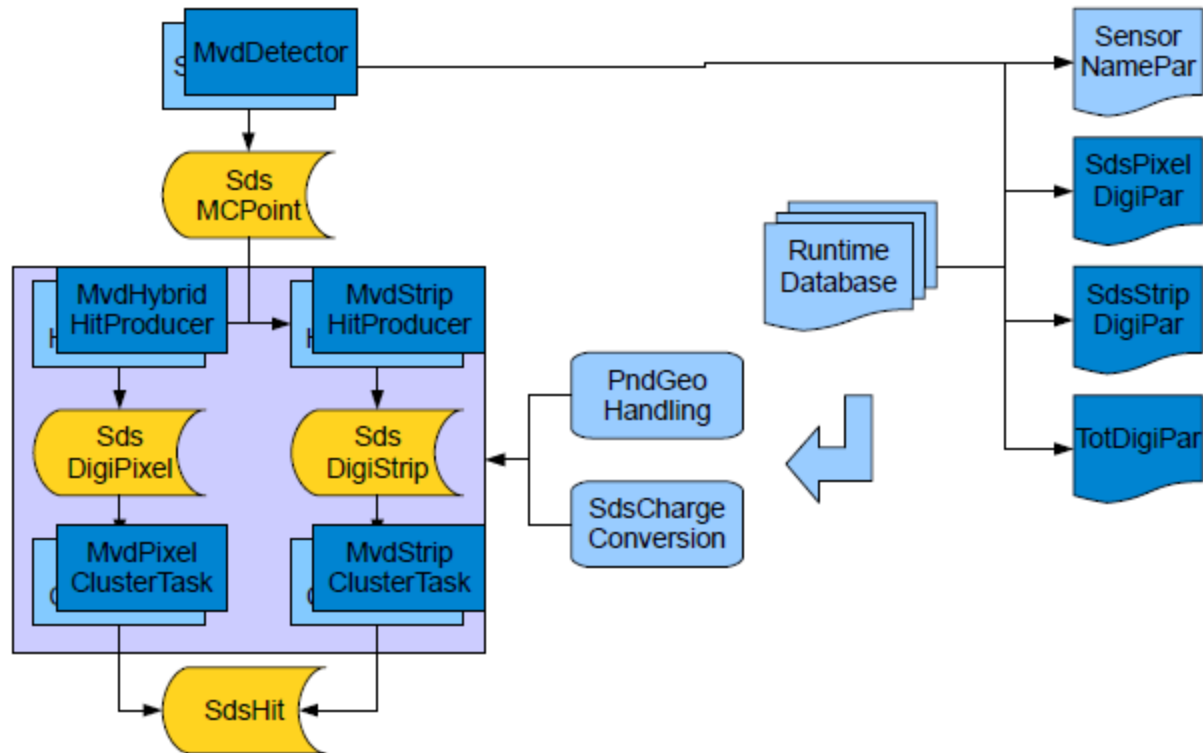 MvdDetector
S
Sensor
NamePar
Sds
MCPoint
SdsPixel
DigiPar
Runtime
Database
MvdHybrid
HitProducer
H
MvdStrip
HitProducer
H
SdsStrip
DigiPar
PndGeo
Handling
Sds
DigiPixel
Sds
DigiStrip
TotDigiPar
SdsCharge
Conversion
MvdPixel
ClusterTask
MvdStrip
ClusterTask
SdsHit